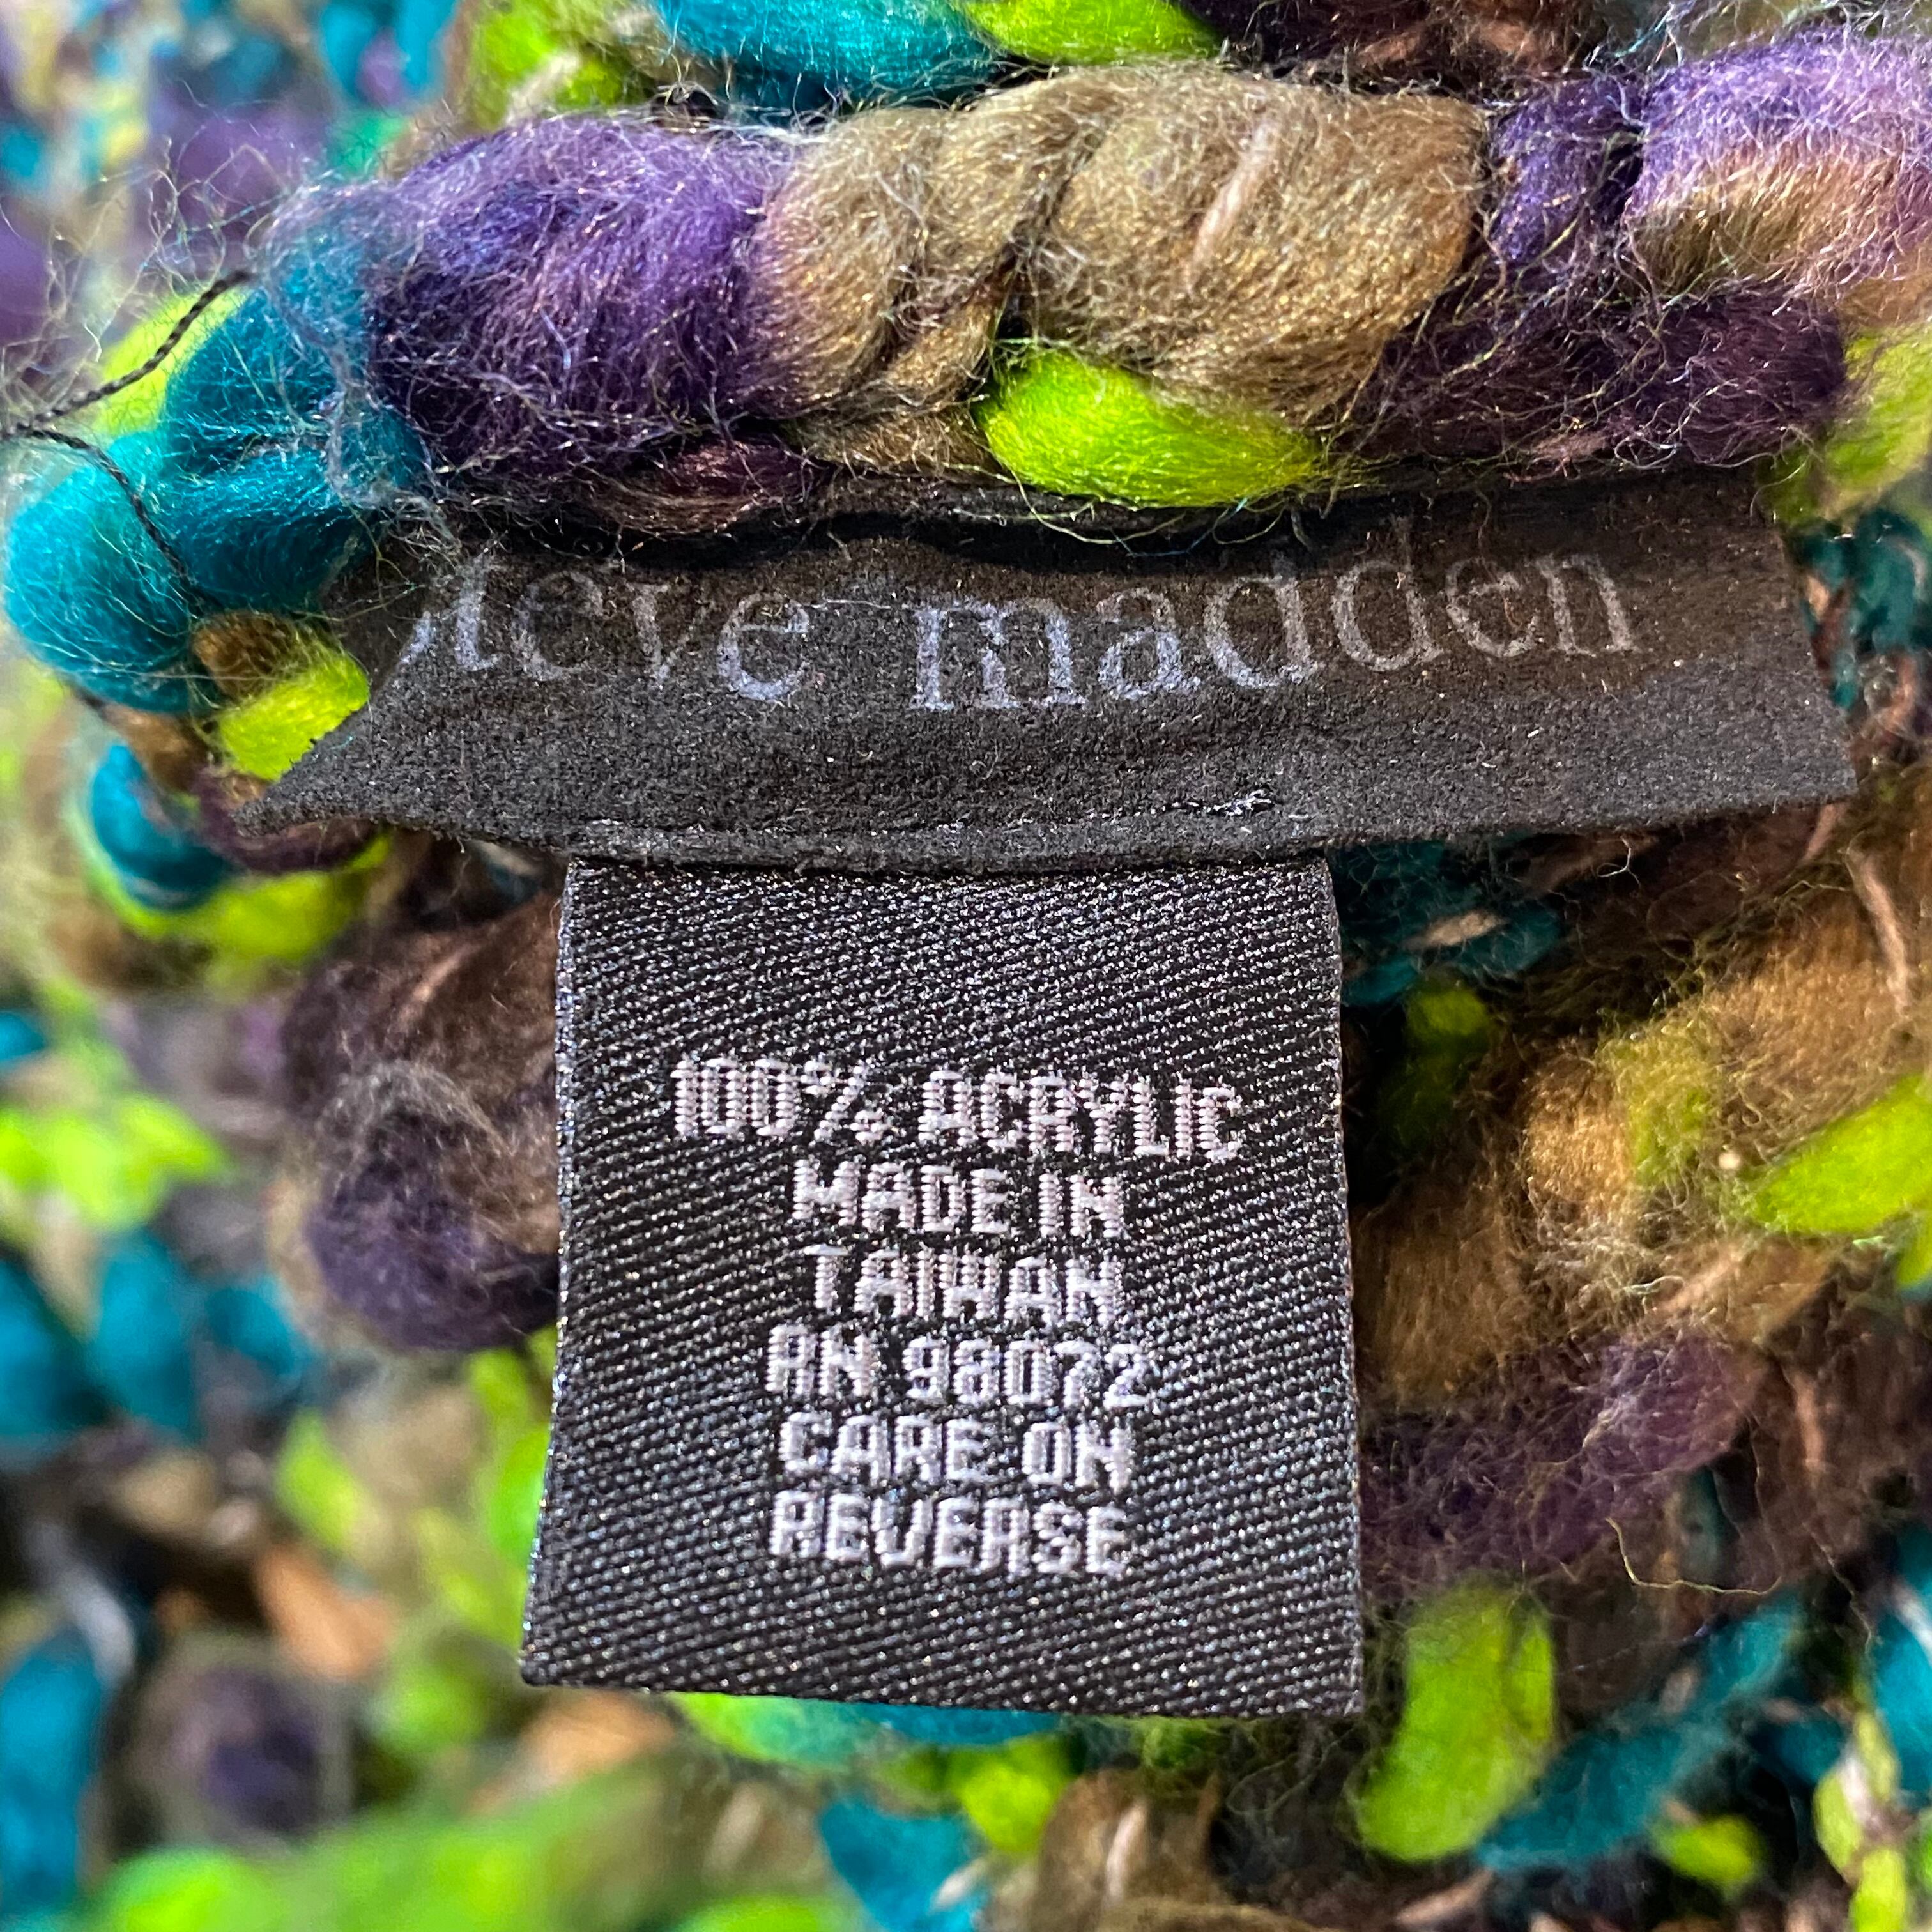 steve madden
100% ACRYLIC
MADE IN
TAIWAN
RN 98072
CARE ON
REVERSE